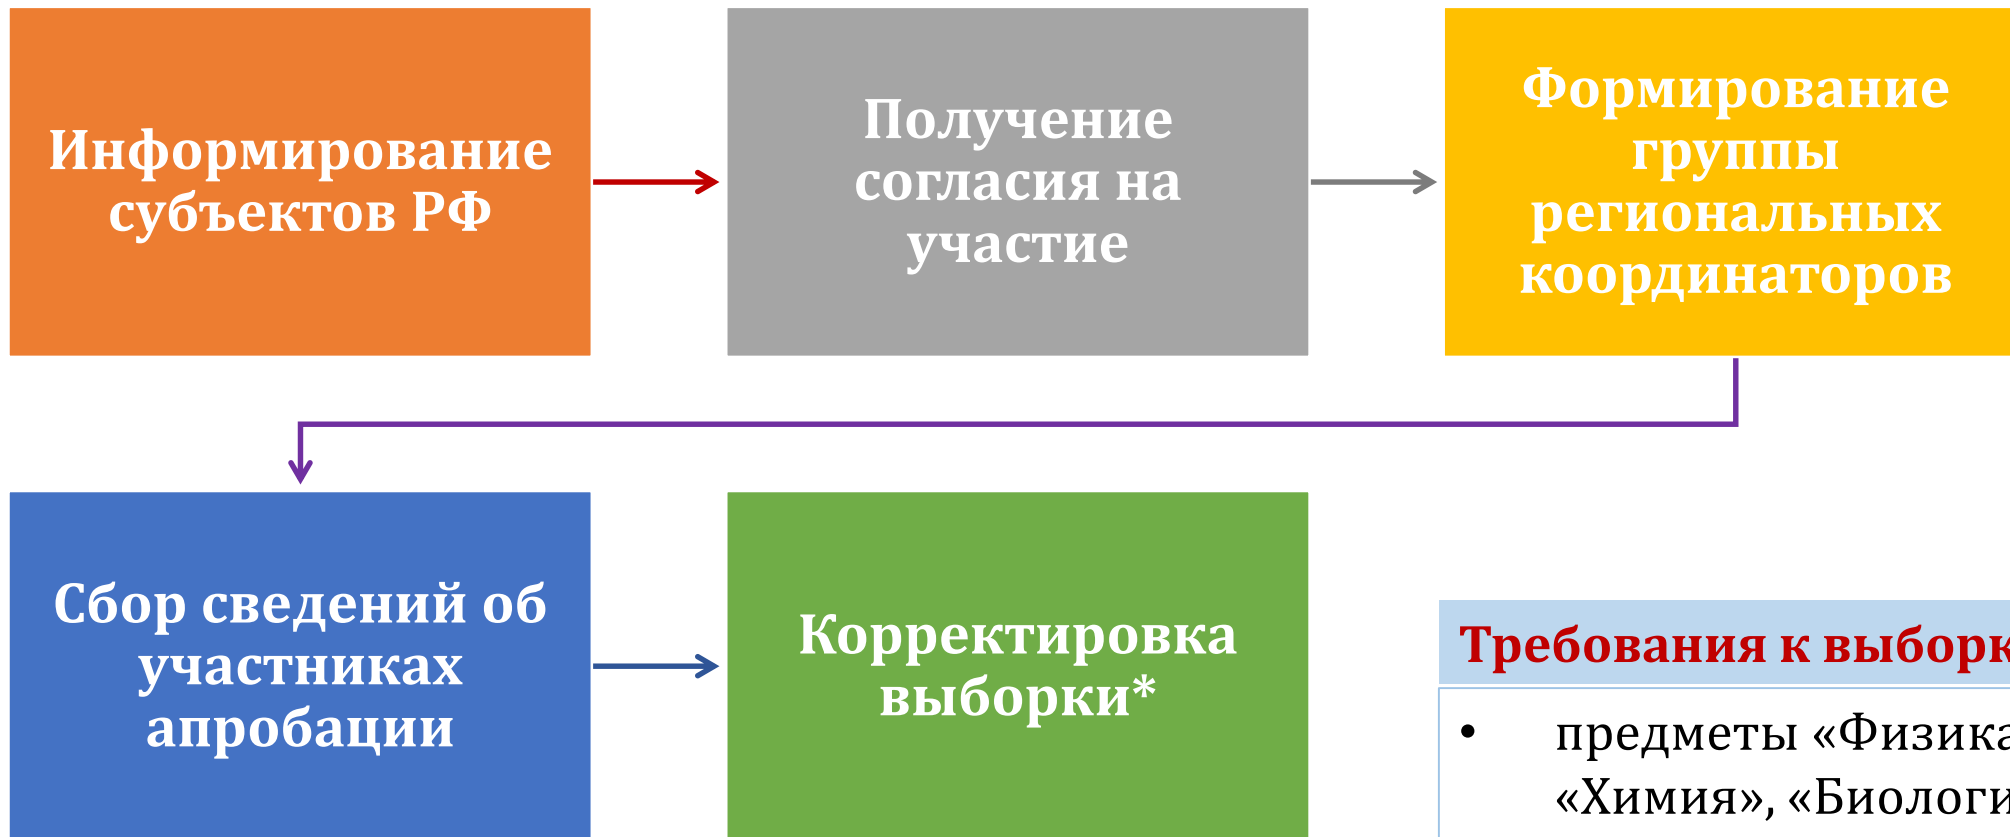 Информирование
субъектов РФ
Получение
согласия на
участие
Формирование
группы
региональных
координаторов
Сбор сведений об
участниках
апробации
Корректировка
выборки*
Требования к выборк
• предметы «Физика
«Химия», «Биологи